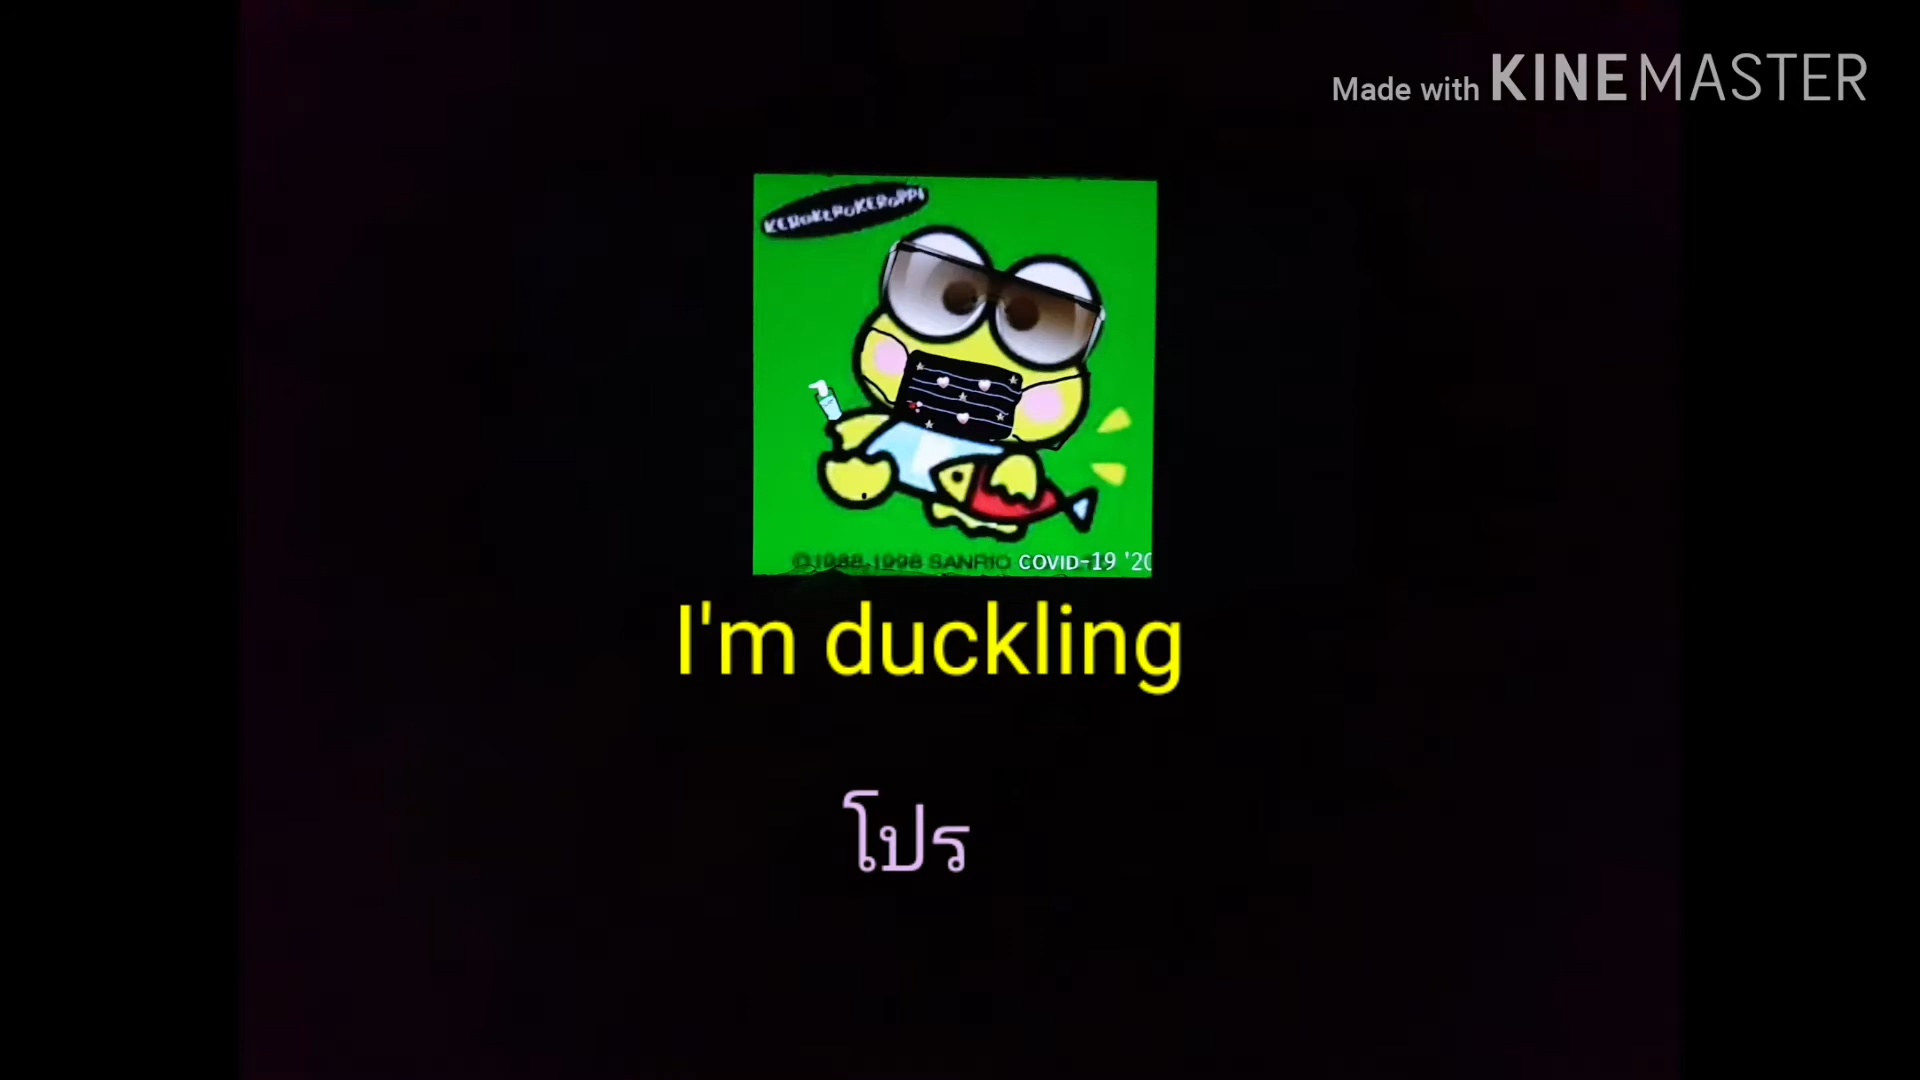 Made with KINEMASTER
KEROKEROKEROPPI
©1988,1998 SANRIO COVID-19 '20
I'm duckling
โปร